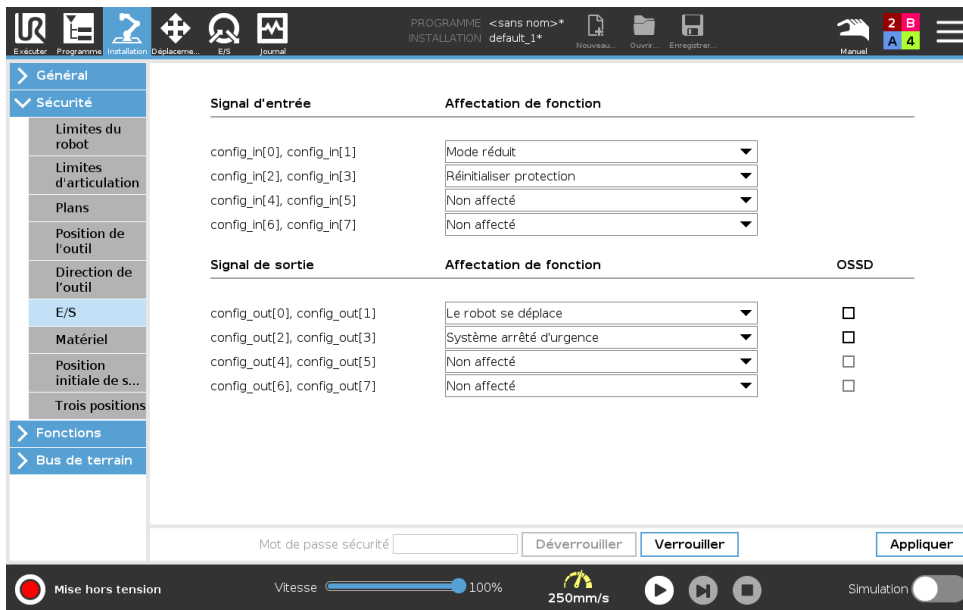 PROGRAMME <sans nom>*
INSTALLATION default_1*
Exécuter Programme Installation Déplaceme... E/S Journal Nouveau... Ouvrir... Enregistrer... Manuel
2 B
A 4
Général
Sécurité
Limites du
robot
Limites
d'articulation
Plans
Position de
l'outil
Direction de
l’outil
E/S
Matériel
Position
initiale de s...
Trois positions
Fonctions
Bus de terrain
Signal d'entrée Affectation de fonction
config_in[0], config_in[1] Mode réduit
config_in[2], config_in[3] Réinitialiser protection
config_in[4], config_in[5] Non affecté
config_in[6], config_in[7] Non affecté
Signal de sortie Affectation de fonction OSSD
config_out[0], config_out[1] Le robot se déplace
config_out[2], config_out[3] Système arrêté d'urgence
config_out[4], config_out[5] Non affecté
config_out[6], config_out[7] Non affecté
Mot de passe sécurité Déverrouiller Verrouiller Appliquer
Mise hors tension Vitesse 100% 250mm/s Simulation